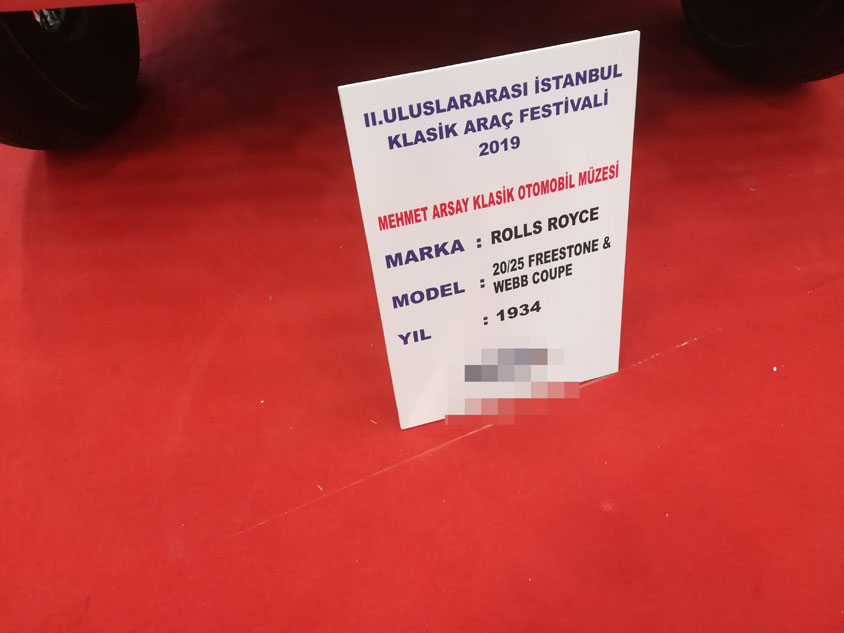 II.ULUSLARARASI İSTANBUL
KLASİK ARAÇ FESTİVALİ
2019
MEHMET ARSAY KLASİK OTOMOBİL MÜZESİ
MARKA : ROLLS ROYCE
MODEL : 20/25 FREESTONE &
WEBB COUPE
YIL : 1934